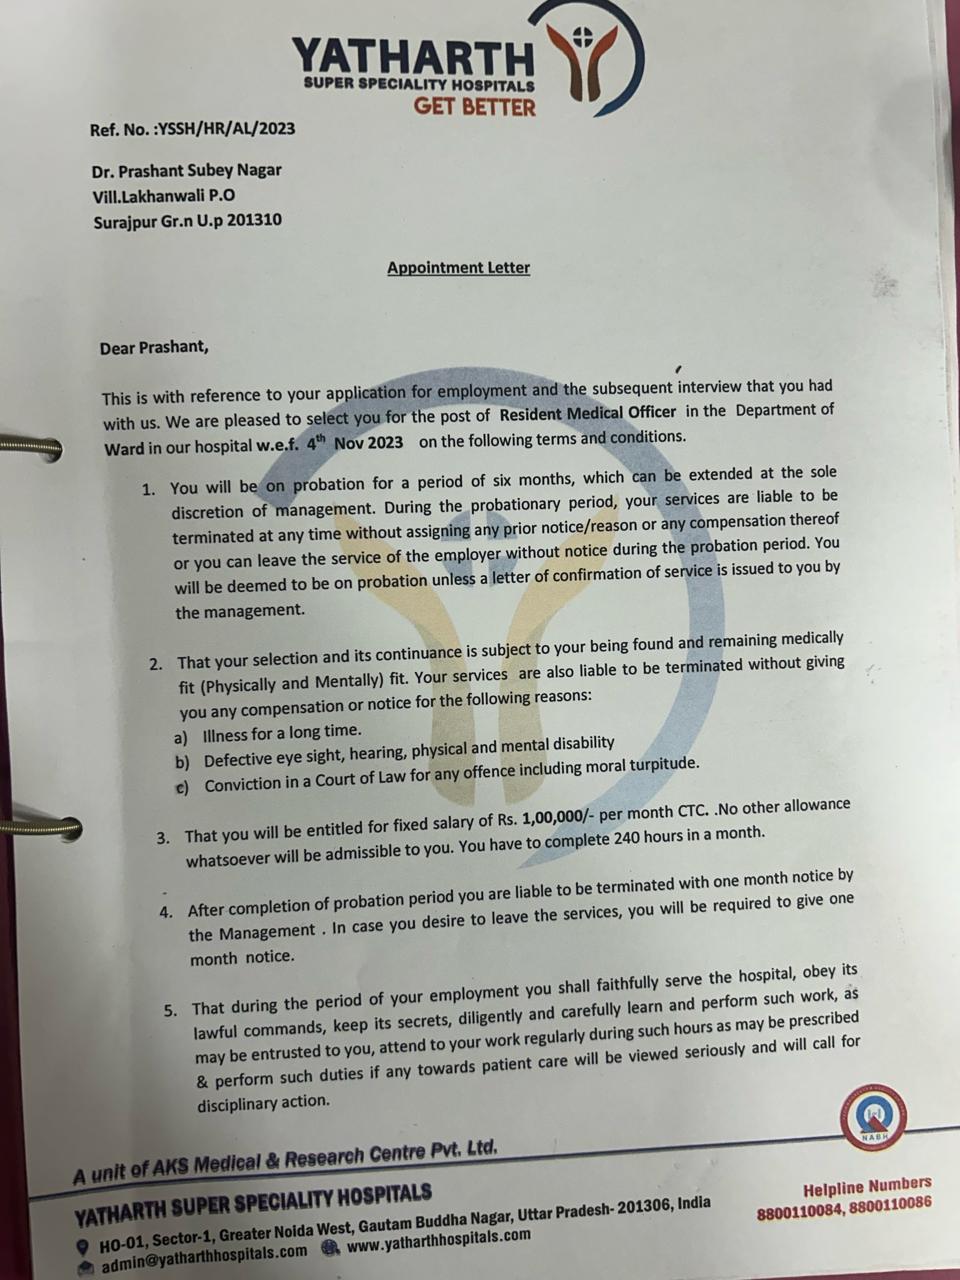 YATHARTH
SUPER SPECIALITY HOSPITALS
GET BETTER
Ref. No. :YSSH/HR/AL/2023
Dr. Prashant Subey Nagar
Vill.Lakhanwali P.O
Surajpur Gr.n U.p 201310
Appointment Letter
Dear Prashant,
This is with reference to your application for employment and the subsequent interview that you had
with us. We are pleased to select you for the post of Resident Medical Officer in the Department of
Ward in our hospital w.e.f. 4th Nov 2023 on the following terms and conditions.
1. You will be on probation for a period of six months, which can be extended at the sole
discretion of management. During the probationary period, your services are liable to be
terminated at any time without assigning any prior notice/reason or any compensation thereof
or you can leave the service of the employer without notice during the probation period. You
will be deemed to be on probation unless a letter of confirmation of service is issued to you by
the management.
2. That your selection and its continuance is subject to your being found and remaining medically
fit (Physically and Mentally) fit. Your services are also liable to be terminated without giving
you any compensation or notice for the following reasons:
a) Illness for a long time.
b) Defective eye sight, hearing, physical and mental disability
c) Conviction in a Court of Law for any offence including moral turpitude.
3. That you will be entitled for fixed salary of Rs. 1,00,000/- per month CTC. .No other allowance
whatsoever will be admissible to you. You have to complete 240 hours in a month.
4. After completion of probation period you are liable to be terminated with one month notice by
the Management . In case you desire to leave the services, you will be required to give one
month notice.
5. That during the period of your employment you shall faithfully serve the hospital, obey its
lawful commands, keep its secrets, diligently and carefully learn and perform such work, as
may be entrusted to you, attend to your work regularly during such hours as may be prescribed
& perform such duties if any towards patient care will be viewed seriously and will call for
disciplinary action.
NABH
A unit of AKS Medical & Research Centre Pvt. Ltd.
YATHARTH SUPER SPECIALITY HOSPITALS
HO-01, Sector-1, Greater Noida West, Gautam Buddha Nagar, Uttar Pradesh- 201306, India
admin@yatharthhospitals.com www.yatharthhospitals.com
Helpline Numbers
8800110084, 8800110086